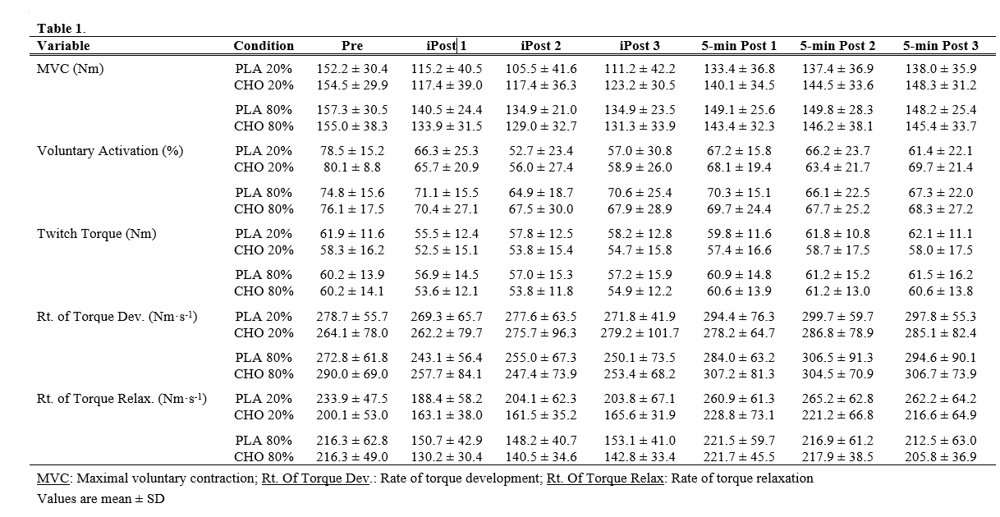 Table 1.
Variable Condition Pre iPost 1 iPost 2 iPost 3 5-min Post 1 5-min Post 2 5-min Post 3
MVC (Nm) PLA 20% 152.2 ± 30.4 115.2 ± 40.5 105.5 ± 41.6 111.2 ± 42.2 133.4 ± 36.8 137.4 ± 36.9 138.0 ± 35.9
CHO 20% 154.5 ± 29.9 117.4 ± 39.0 117.4 ± 36.3 123.2 ± 30.5 140.1 ± 34.5 144.5 ± 33.6 148.3 ± 31.2
PLA 80% 157.3 ± 30.5 140.5 ± 24.4 134.9 ± 21.0 134.9 ± 23.5 149.1 ± 25.6 149.8 ± 28.3 148.2 ± 25.4
CHO 80% 155.0 ± 38.3 133.9 ± 31.5 129.0 ± 32.7 131.3 ± 33.9 143.4 ± 32.3 146.2 ± 38.1 145.4 ± 33.7
Voluntary Activation (%) PLA 20% 78.5 ± 15.2 66.3 ± 25.3 52.7 ± 23.4 57.0 ± 30.8 67.2 ± 15.8 66.2 ± 23.7 61.4 ± 22.1
CHO 20% 80.1 ± 8.8 65.7 ± 20.9 56.0 ± 27.4 58.9 ± 26.0 68.1 ± 19.4 63.4 ± 21.7 69.7 ± 21.4
PLA 80% 74.8 ± 15.6 71.1 ± 15.5 64.9 ± 18.7 70.6 ± 25.4 70.3 ± 15.1 66.1 ± 22.5 67.3 ± 22.0
CHO 80% 76.1 ± 17.5 70.4 ± 27.1 67.5 ± 30.0 67.9 ± 28.9 69.7 ± 24.4 67.7 ± 25.2 68.3 ± 27.2
Twitch Torque (Nm) PLA 20% 61.9 ± 11.6 55.5 ± 12.4 57.8 ± 12.5 58.2 ± 12.8 59.8 ± 11.6 61.8 ± 10.8 62.1 ± 11.1
CHO 20% 58.3 ± 16.2 52.5 ± 15.1 53.8 ± 15.4 54.7 ± 15.8 57.4 ± 16.6 58.7 ± 17.5 58.0 ± 17.5
PLA 80% 60.2 ± 13.9 56.9 ± 14.5 57.0 ± 15.3 57.2 ± 15.9 60.9 ± 14.8 61.2 ± 15.2 61.5 ± 16.2
CHO 80% 60.2 ± 14.1 53.6 ± 12.1 53.8 ± 11.8 54.9 ± 12.2 60.6 ± 13.9 61.2 ± 13.0 60.6 ± 13.8
Rt. of Torque Dev. (Nm·s-1) PLA 20% 278.7 ± 55.7 269.3 ± 65.7 277.6 ± 63.5 271.8 ± 41.9 294.4 ± 76.3 299.7 ± 59.7 297.8 ± 55.3
CHO 20% 264.1 ± 78.0 262.2 ± 79.7 275.7 ± 96.3 279.2 ± 101.7 278.2 ± 64.7 286.8 ± 78.9 285.1 ± 82.4
PLA 80% 272.8 ± 61.8 243.1 ± 56.4 255.0 ± 67.3 250.1 ± 73.5 284.0 ± 63.2 306.5 ± 91.3 294.6 ± 90.1
CHO 80% 290.0 ± 69.0 257.7 ± 84.1 247.4 ± 73.9 253.4 ± 68.2 307.2 ± 81.3 304.5 ± 70.9 306.7 ± 73.9
Rt. of Torque Relax. (Nm·s-1) PLA 20% 233.9 ± 47.5 188.4 ± 58.2 204.1 ± 62.3 203.8 ± 67.1 260.9 ± 61.3 265.2 ± 62.8 262.2 ± 64.2
CHO 20% 200.1 ± 53.0 163.1 ± 38.0 161.5 ± 35.2 165.6 ± 31.9 228.8 ± 73.1 221.2 ± 66.8 216.6 ± 64.9
PLA 80% 216.3 ± 62.8 150.7 ± 42.9 148.2 ± 40.7 153.1 ± 41.0 221.5 ± 59.7 216.9 ± 61.2 212.5 ± 63.0
CHO 80% 216.3 ± 49.0 130.2 ± 30.4 140.5 ± 34.6 142.8 ± 33.4 221.7 ± 45.5 217.9 ± 38.5 205.8 ± 36.9
MVC: Maximal voluntary contraction; Rt. Of Torque Dev.: Rate of torque development; Rt. Of Torque Relax: Rate of torque relaxation
Values are mean ± SD